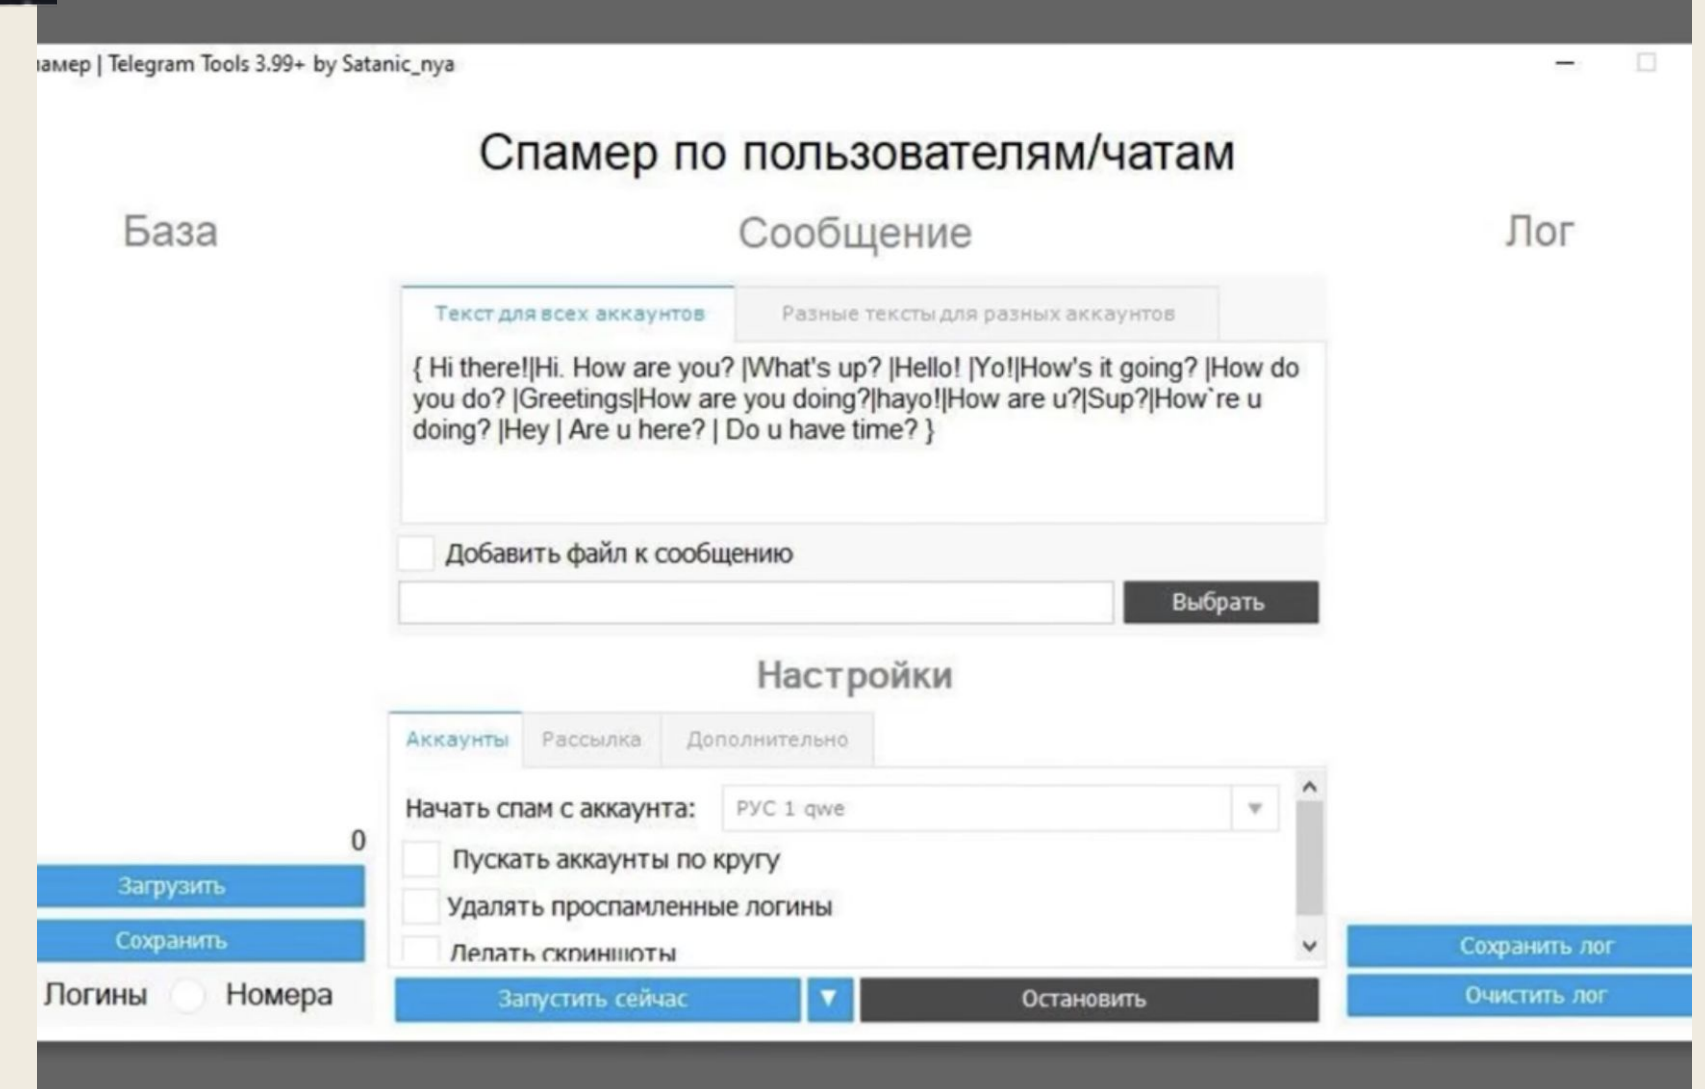 | Telegram Tools 3.99+ by Satanic_nya
Спамер по пользователям/чатам
База
Сообщение
Лог
Текст для всех аккаунтов
Разные тексты для разных аккаунтов
{ Hi there!|Hi. How are you? |What's up? |Hello! |Yo!|How's it going? |How do
you do? |Greetings|How are you doing?|hayo!|How are u?|Sup?|How`re u
doing? |Hey | Are u here? | Do u have time? }
Добавить файл к сообщению
Выбрать
Настройки
Аккаунты
Рассылка
Дополнительно
Начать спам с аккаунта:
РУС 1 qwe
Пускать аккаунты по кругу
Удалять проспамленные логины
Делать скриншоты
0
Загрузить
Сохранить
Логины
Номера
Запустить сейчас
▼
Остановить
Сохранить лог
Очистить лог